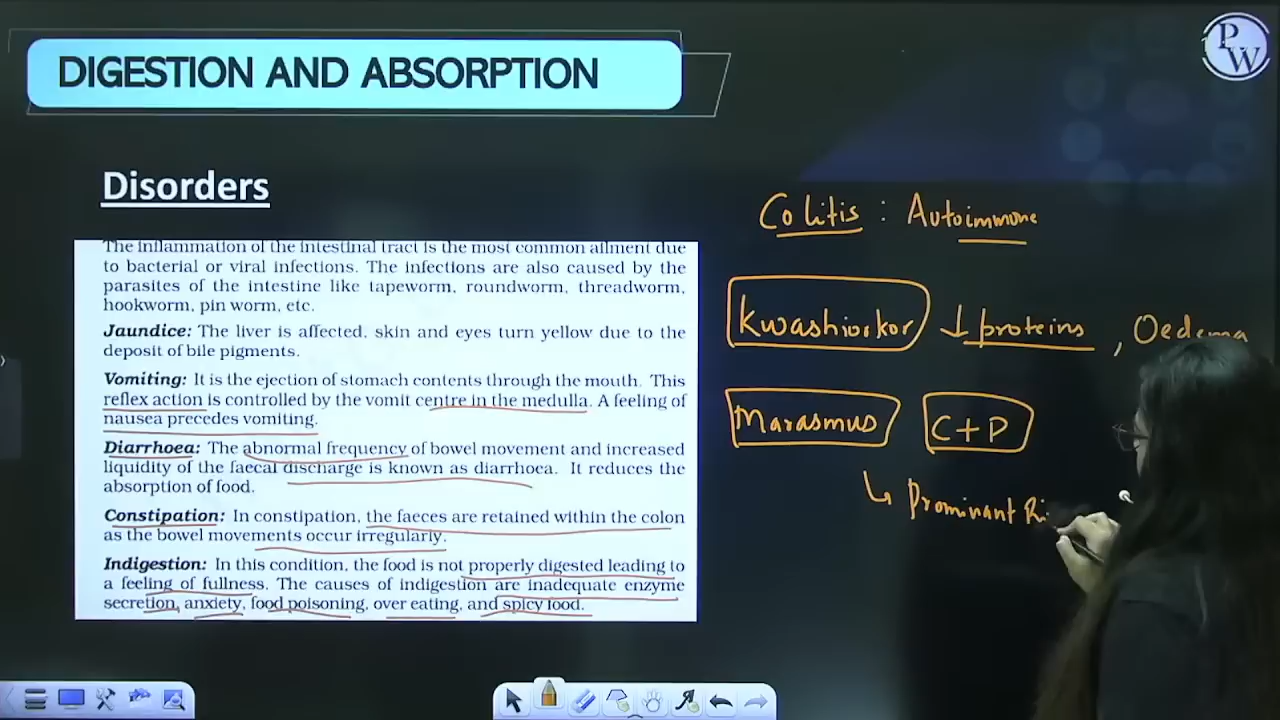 DIGESTION AND ABSORPTION
PW
Disorders
The inflammation of the intestinal tract is the most common ailment due
to bacterial or viral infections. The infections are also caused by the
parasites of the intestine like tapeworm, roundworm, threadworm,
hookworm, pin worm, etc.
Jaundice: The liver is affected, skin and eyes turn yellow due to the
deposit of bile pigments.
Vomiting: It is the ejection of stomach contents through the mouth. This
reflex action is controlled by the vomit centre in the medulla. A feeling of
nausea precedes vomiting.
Diarrhoea: The abnormal frequency of bowel movement and increased
liquidity of the faecal discharge is known as diarrhoea. It reduces the
absorption of food.
Constipation: In constipation, the faeces are retained within the colon
as the bowel movements occur irregularly.
Indigestion: In this condition, the food is not properly digested leading to
a feeling of fullness. The causes of indigestion are inadequate enzyme
secretion, anxiety, food poisoning, over eating, and spicy food.
Colitis : Autoimmone
Kwashiorkor ↓ proteins , Oedema
Marasmus C+P
↳ Prominant Ri